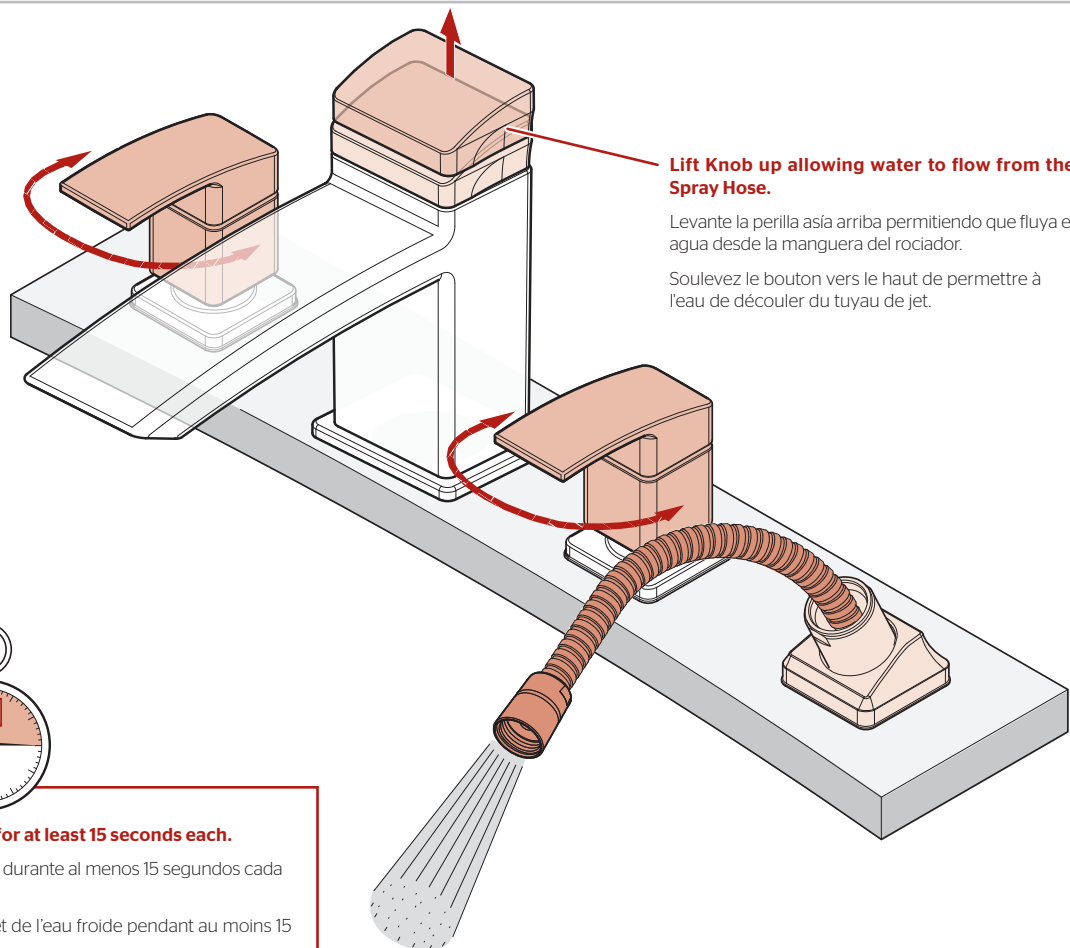 Lift Knob up allowing water to flow from the
Spray Hose.
Levante la perilla asía arriba permitiendo que fluya e
agua desde la manguera del rociador.
Soulevez le bouton vers le haut de permettre à
l'eau de découler du tuyau de jet.
for at least 15 seconds each.
durante al menos 15 segundos cada
et de l'eau froide pendant au moins 15